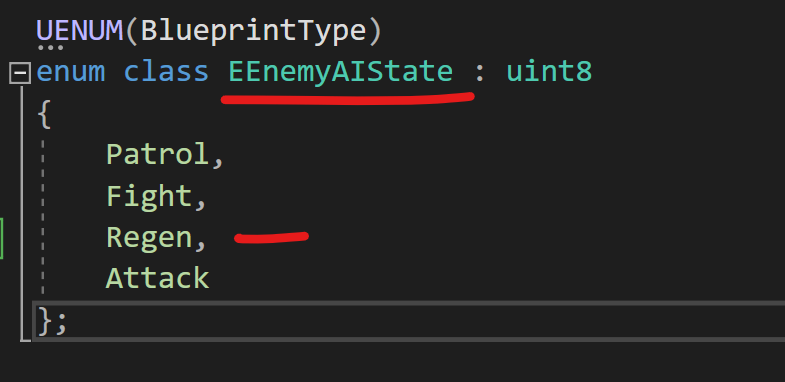 UENUM(BlueprintType)
enum class EEnemyAIState : uint8
{
Patrol,
Fight,
Regen,
Attack
};